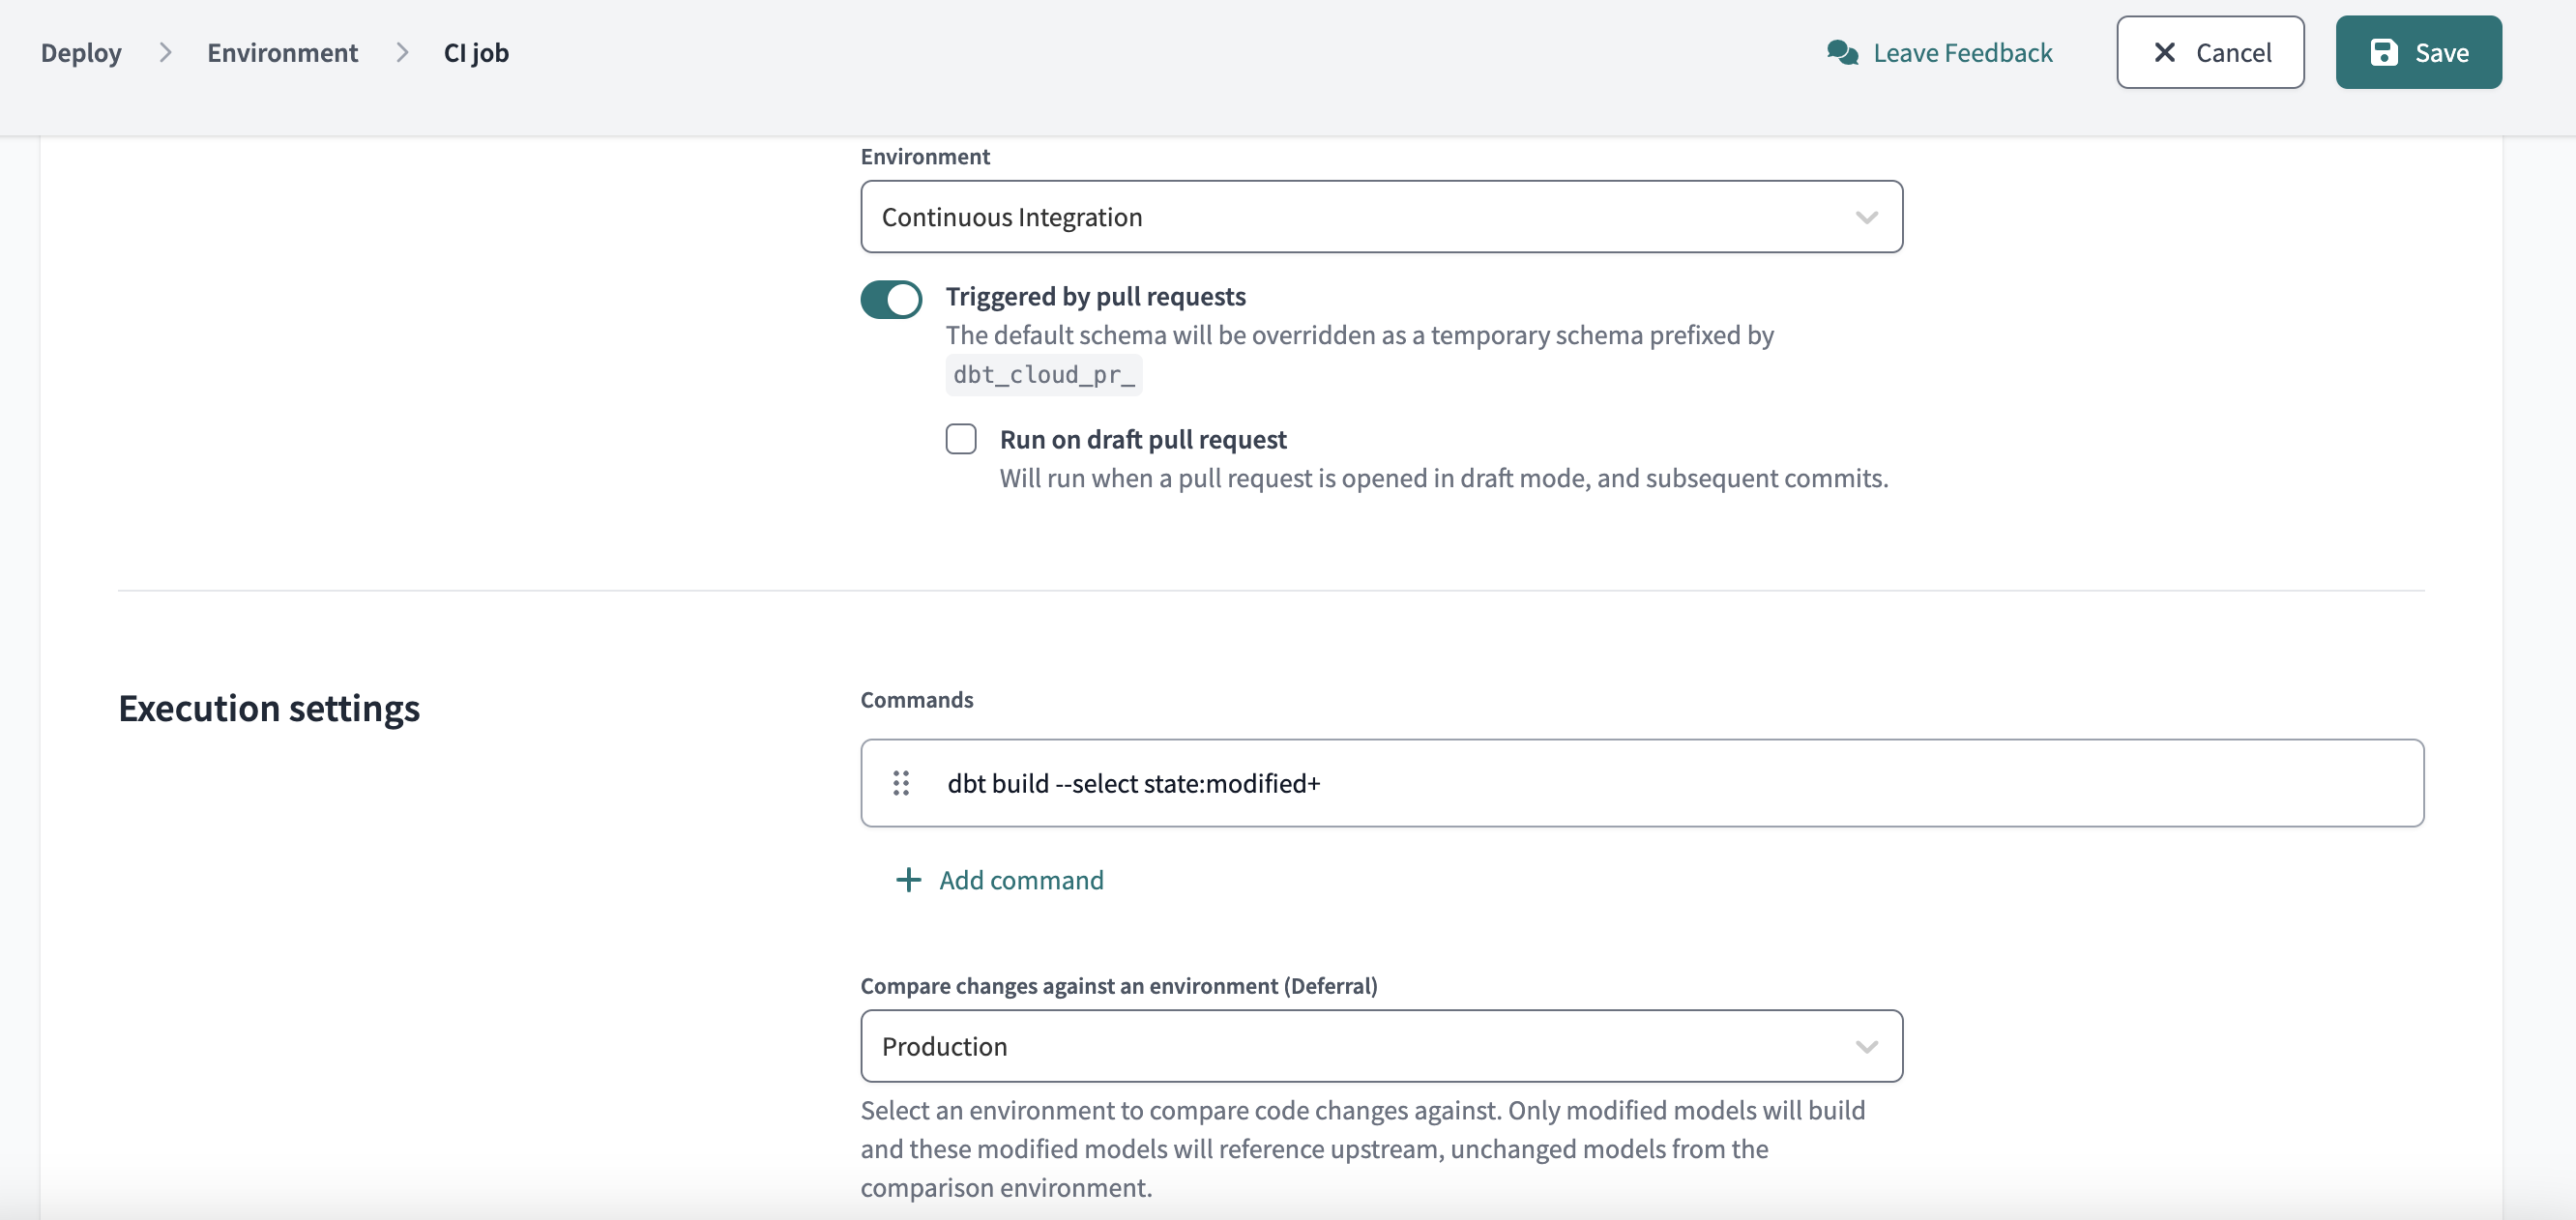 Deploy > Environment > CI job
Leave Feedback
Cancel
Save
Environment
Continuous Integration
Triggered by pull requests
The default schema will be overridden as a temporary schema prefixed by
dbt_cloud_pr_
Run on draft pull request
Will run when a pull request is opened in draft mode, and subsequent commits.
Execution settings
Commands
dbt build --select state:modified+
Add command
Compare changes against an environment (Deferral)
Production
Select an environment to compare code changes against. Only modified models will build
and these modified models will reference upstream, unchanged models from the
comparison environment.